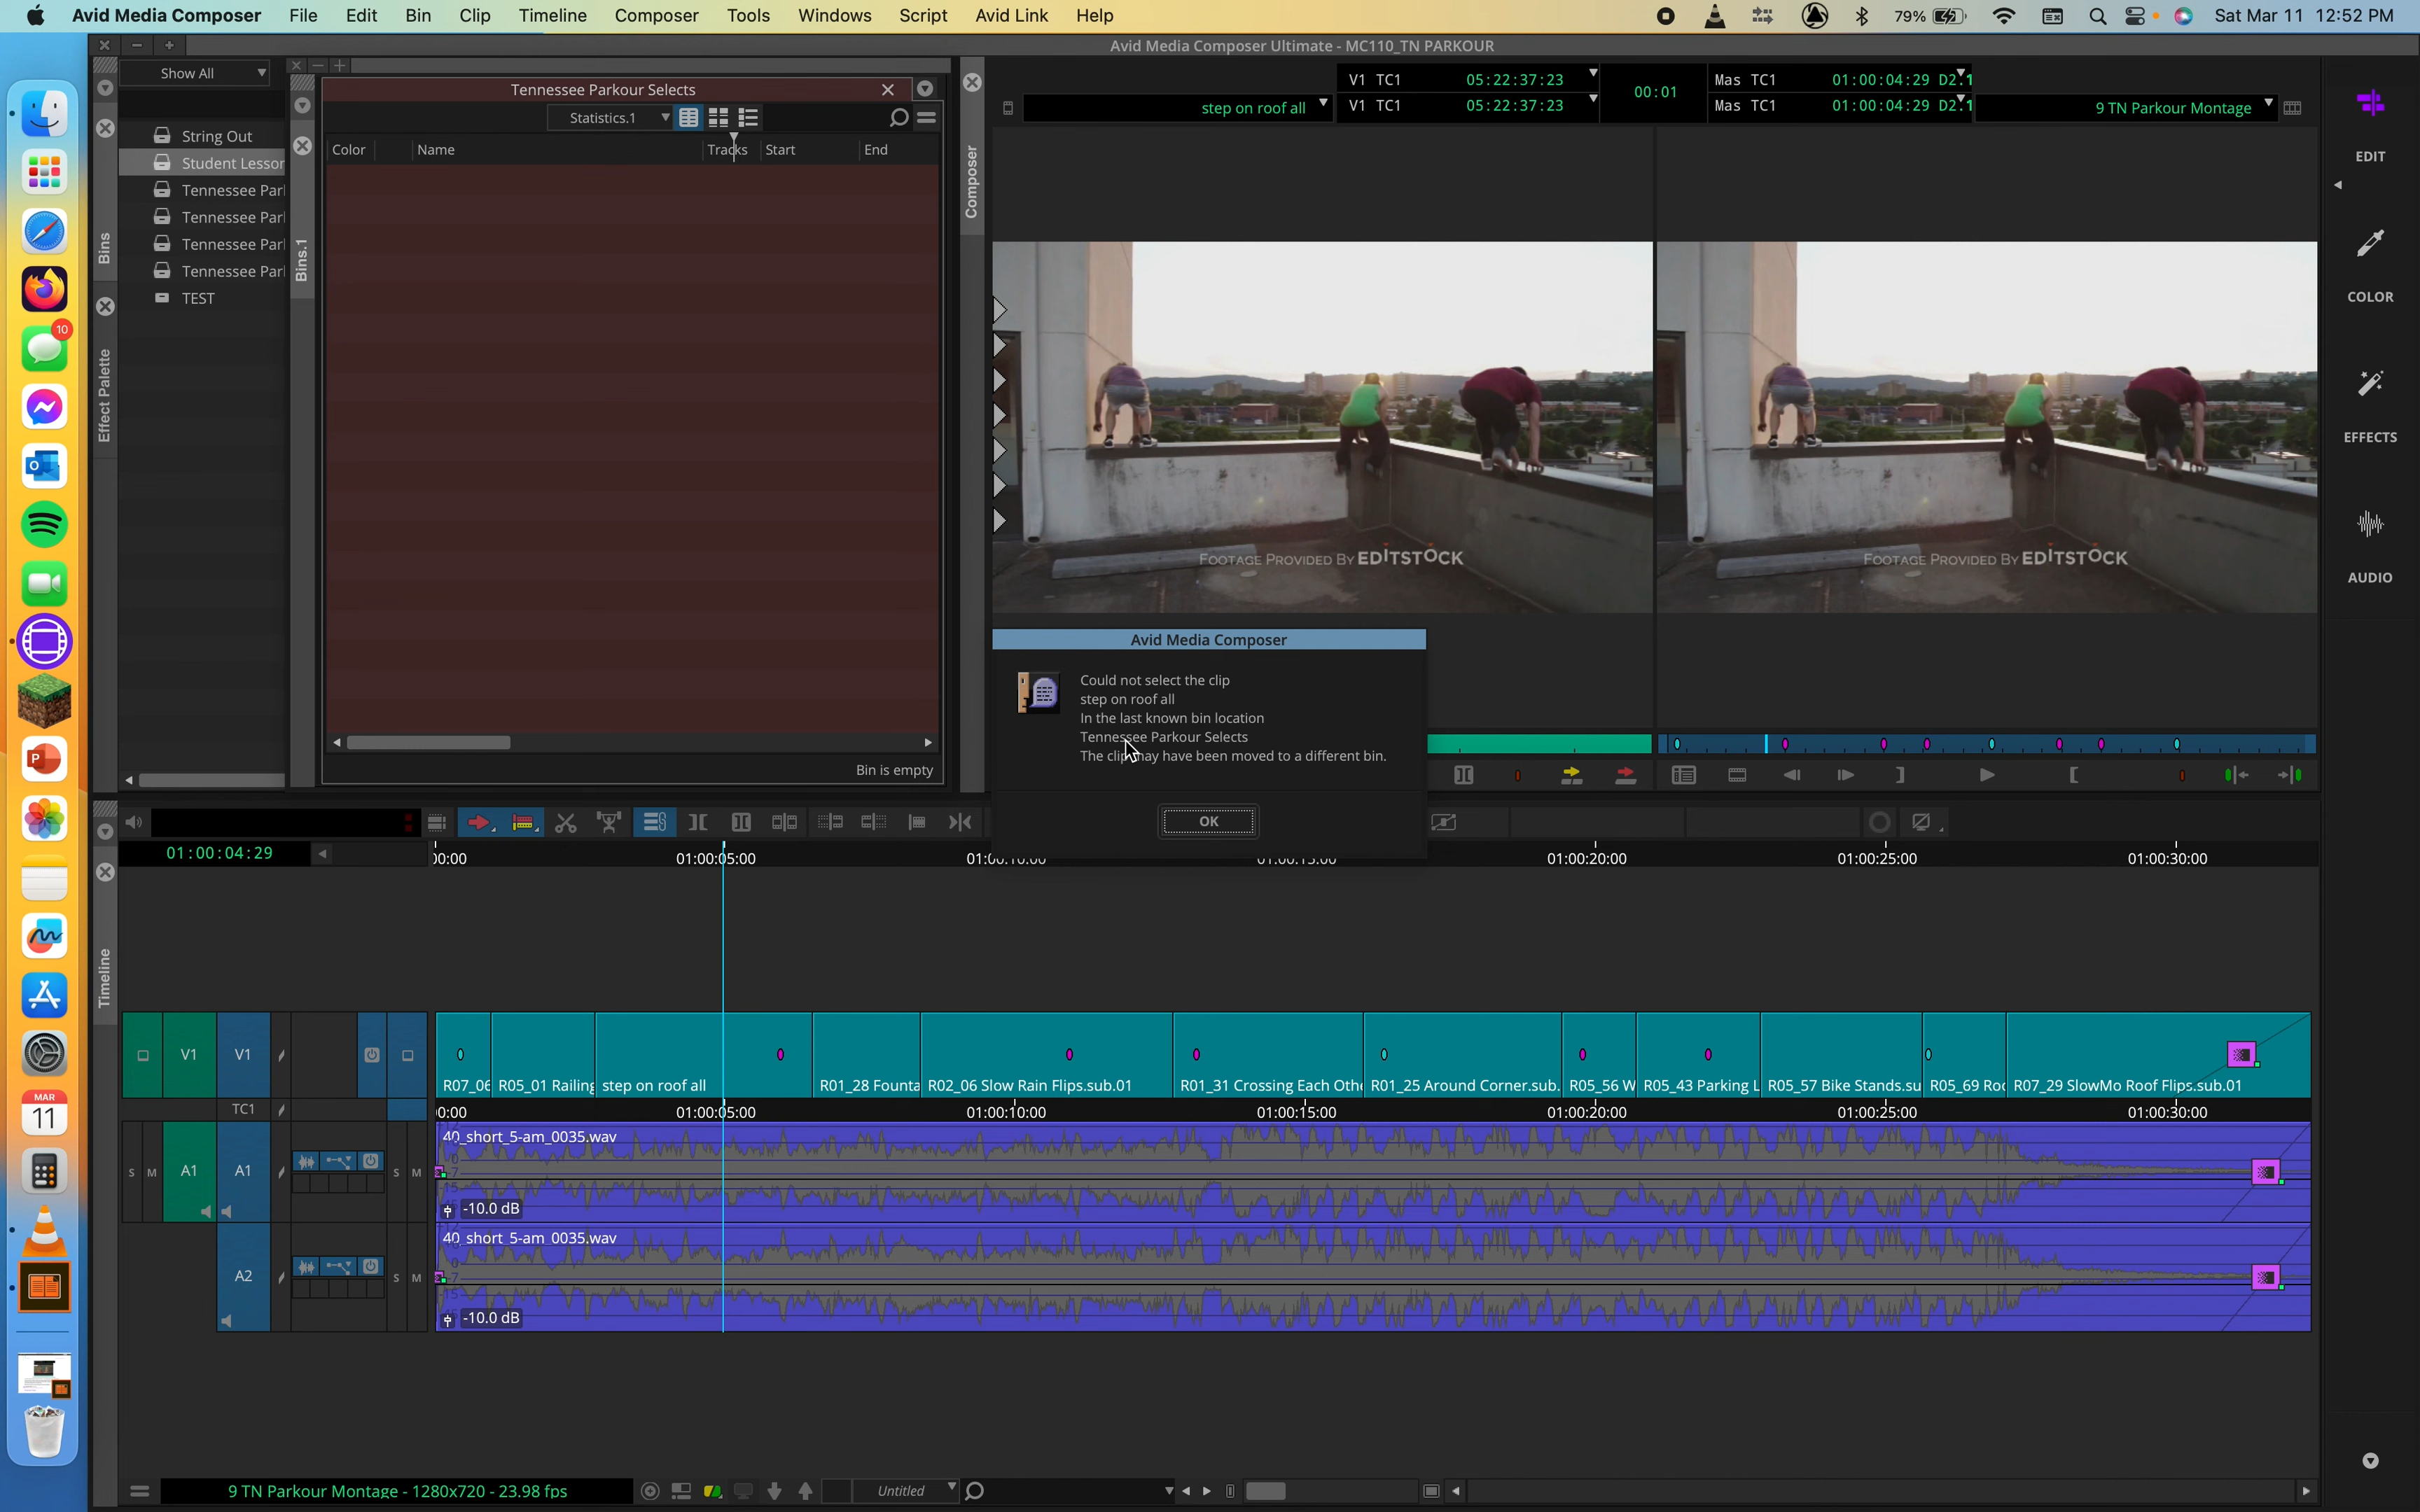 Avid Media Composer File Edit Bin Clip Timeline Composer Tools Windows Script Avid Link Help
79% Sat Mar 11 12:52 PM
Avid Media Composer Ultimate - MC110_TN PARKOUR
Show All
String Out
Student Lesson
Tennessee Par
Tennessee Par
Tennessee Par
Tennessee Par
TEST
Bins
Effect Palette
Bins.1
Tennessee Parkour Selects
Statistics.1
Color Name Tracks Start End
Bin is empty
Composer
step on roof all
V1 TC1 05:22:37:23
V1 TC1 05:22:37:23
00:01
Mas TC1 01:00:04:29 D2.1
Mas TC1 01:00:04:29 D2.1
9 TN Parkour Montage
FOOTAGE PROVIDED BY EDITSTOCK
FOOTAGE PROVIDED BY EDITSTOCK
EDIT
COLOR
EFFECTS
AUDIO
Avid Media Composer
Could not select the clip
step on roof all
In the last known bin location
Tennessee Parkour Selects
The clip may have been moved to a different bin.
OK
10
MAR
11
Timeline
01:00:04:29
00:00 01:00:05:00 01:00:10:00 01:00:15:00 01:00:20:00 01:00:25:00 01:00:30:00
V1 V1
R07_06 R05_01 Railing step on roof all R01_28 Founta R02_06 Slow Rain Flips.sub.01 R01_31 Crossing Each Othe R01_25 Around Corner.sub. R05_56 W R05_43 Parking L R05_57 Bike Stands.su R05_69 Roo R07_29 SlowMo Roof Flips.sub.01
TC1
00:00 01:00:05:00 01:00:10:00 01:00:15:00 01:00:20:00 01:00:25:00 01:00:30:00
S M A1 A1 S M
40_short_5-am_0035.wav
-10.0 dB
A2 S M
40_short_5-am_0035.wav
-10.0 dB
9 TN Parkour Montage - 1280x720 - 23.98 fps
Untitled